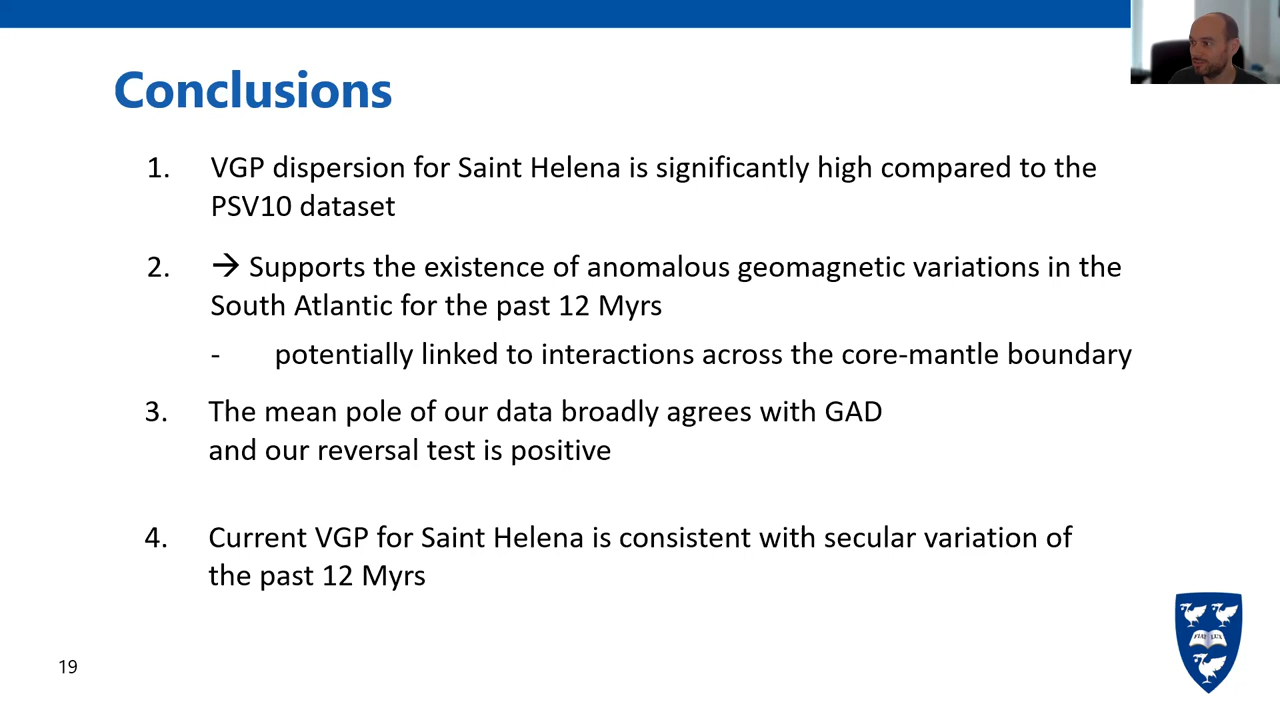 Conclusions
1. VGP dispersion for Saint Helena is significantly high compared to the
PSV10 dataset
2. → Supports the existence of anomalous geomagnetic variations in the
South Atlantic for the past 12 Myrs
- potentially linked to interactions across the core-mantle boundary
3. The mean pole of our data broadly agrees with GAD
and our reversal test is positive
4. Current VGP for Saint Helena is consistent with secular variation of
the past 12 Myrs
FIAT LUX
19